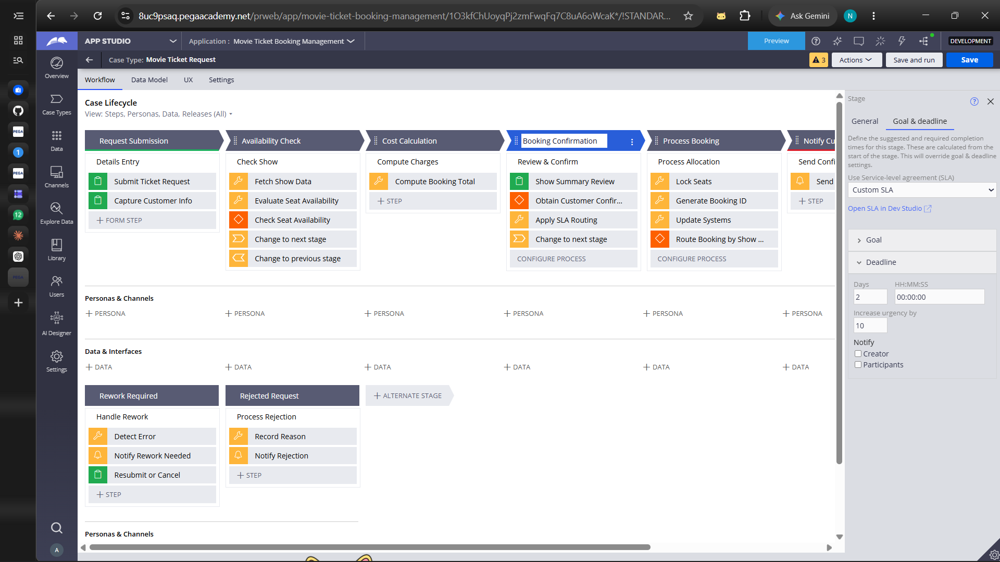 8uc9psaq.pegaacademy.net/prweb/app/movie-ticket-booking-management/1O3kfChUoyqPj2zmFwqFq7C8uA6oWcaK*/!STANDAR...
Ask Gemini
N
APP STUDIO
Application : Movie Ticket Booking Management
Preview
DEVELOPMENT
Case Type: Movie Ticket Request
3
Actions
Save and run
Save
Overview
Case Types
Data
Channels
Explore Data
Library
Users
AI Designer
Settings
A
PEGA
1
PEGA
12
PEGA
Workflow
Data Model
UX
Settings
Case Lifecycle
View: Steps, Personas, Data, Releases (All)
Request Submission
Availability Check
Cost Calculation
Booking Confirmation
Process Booking
Notify Cu
Details Entry
Submit Ticket Request
Capture Customer Info
FORM STEP
Check Show
Fetch Show Data
Evaluate Seat Availability
Check Seat Availability
Change to next stage
Change to previous stage
Compute Charges
Compute Booking Total
STEP
Review & Confirm
Show Summary Review
Obtain Customer Confir...
Apply SLA Routing
Change to next stage
CONFIGURE PROCESS
Process Allocation
Lock Seats
Generate Booking ID
Update Systems
Route Booking by Show ...
CONFIGURE PROCESS
Send Confi
Send
STEP
Personas & Channels
PERSONA
PERSONA
PERSONA
PERSONA
PERSONA
PERSONA
Data & Interfaces
DATA
DATA
DATA
DATA
DATA
DATA
Rework Required
Rejected Request
ALTERNATE STAGE
Handle Rework
Detect Error
Notify Rework Needed
Resubmit or Cancel
STEP
Process Rejection
Record Reason
Notify Rejection
STEP
Personas & Channels
Stage
General
Goal & deadline
Define the suggested and required completion
times for this stage. These are calculated from the
start of the stage. This will override goal & deadline
settings.
Use Service-level agreement (SLA)
Custom SLA
Open SLA in Dev Studio
Goal
Deadline
Days
HH:MM:SS
2
00:00:00
Increase urgency by
10
Notify
Creator
Participants